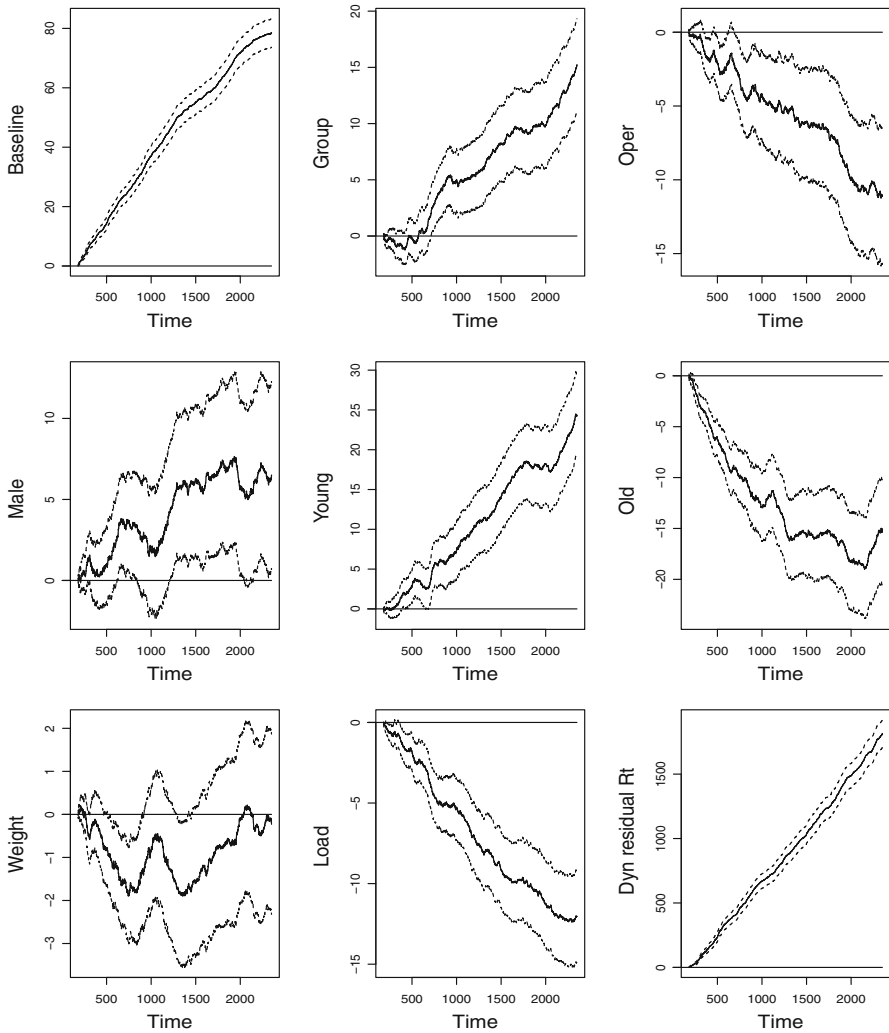 Baseline
0 20 40 60 80
500 1000 1500 2000
Time
Group
0 5 10 15 20
500 1000 1500 2000
Time
Oper
−15 −10 −5 0
500 1000 1500 2000
Time
Male
0 5 10
500 1000 1500 2000
Time
Young
0 5 10 15 20 25 30
500 1000 1500 2000
Time
Old
−20 −15 −10 −5 0
500 1000 1500 2000
Time
Weight
−3 −2 −1 0 1 2
500 1000 1500 2000
Time
Load
−15 −10 −5 0
500 1000 1500 2000
Time
Dyn residual Rt
0 500 1000 1500
500 1000 1500 2000
Time